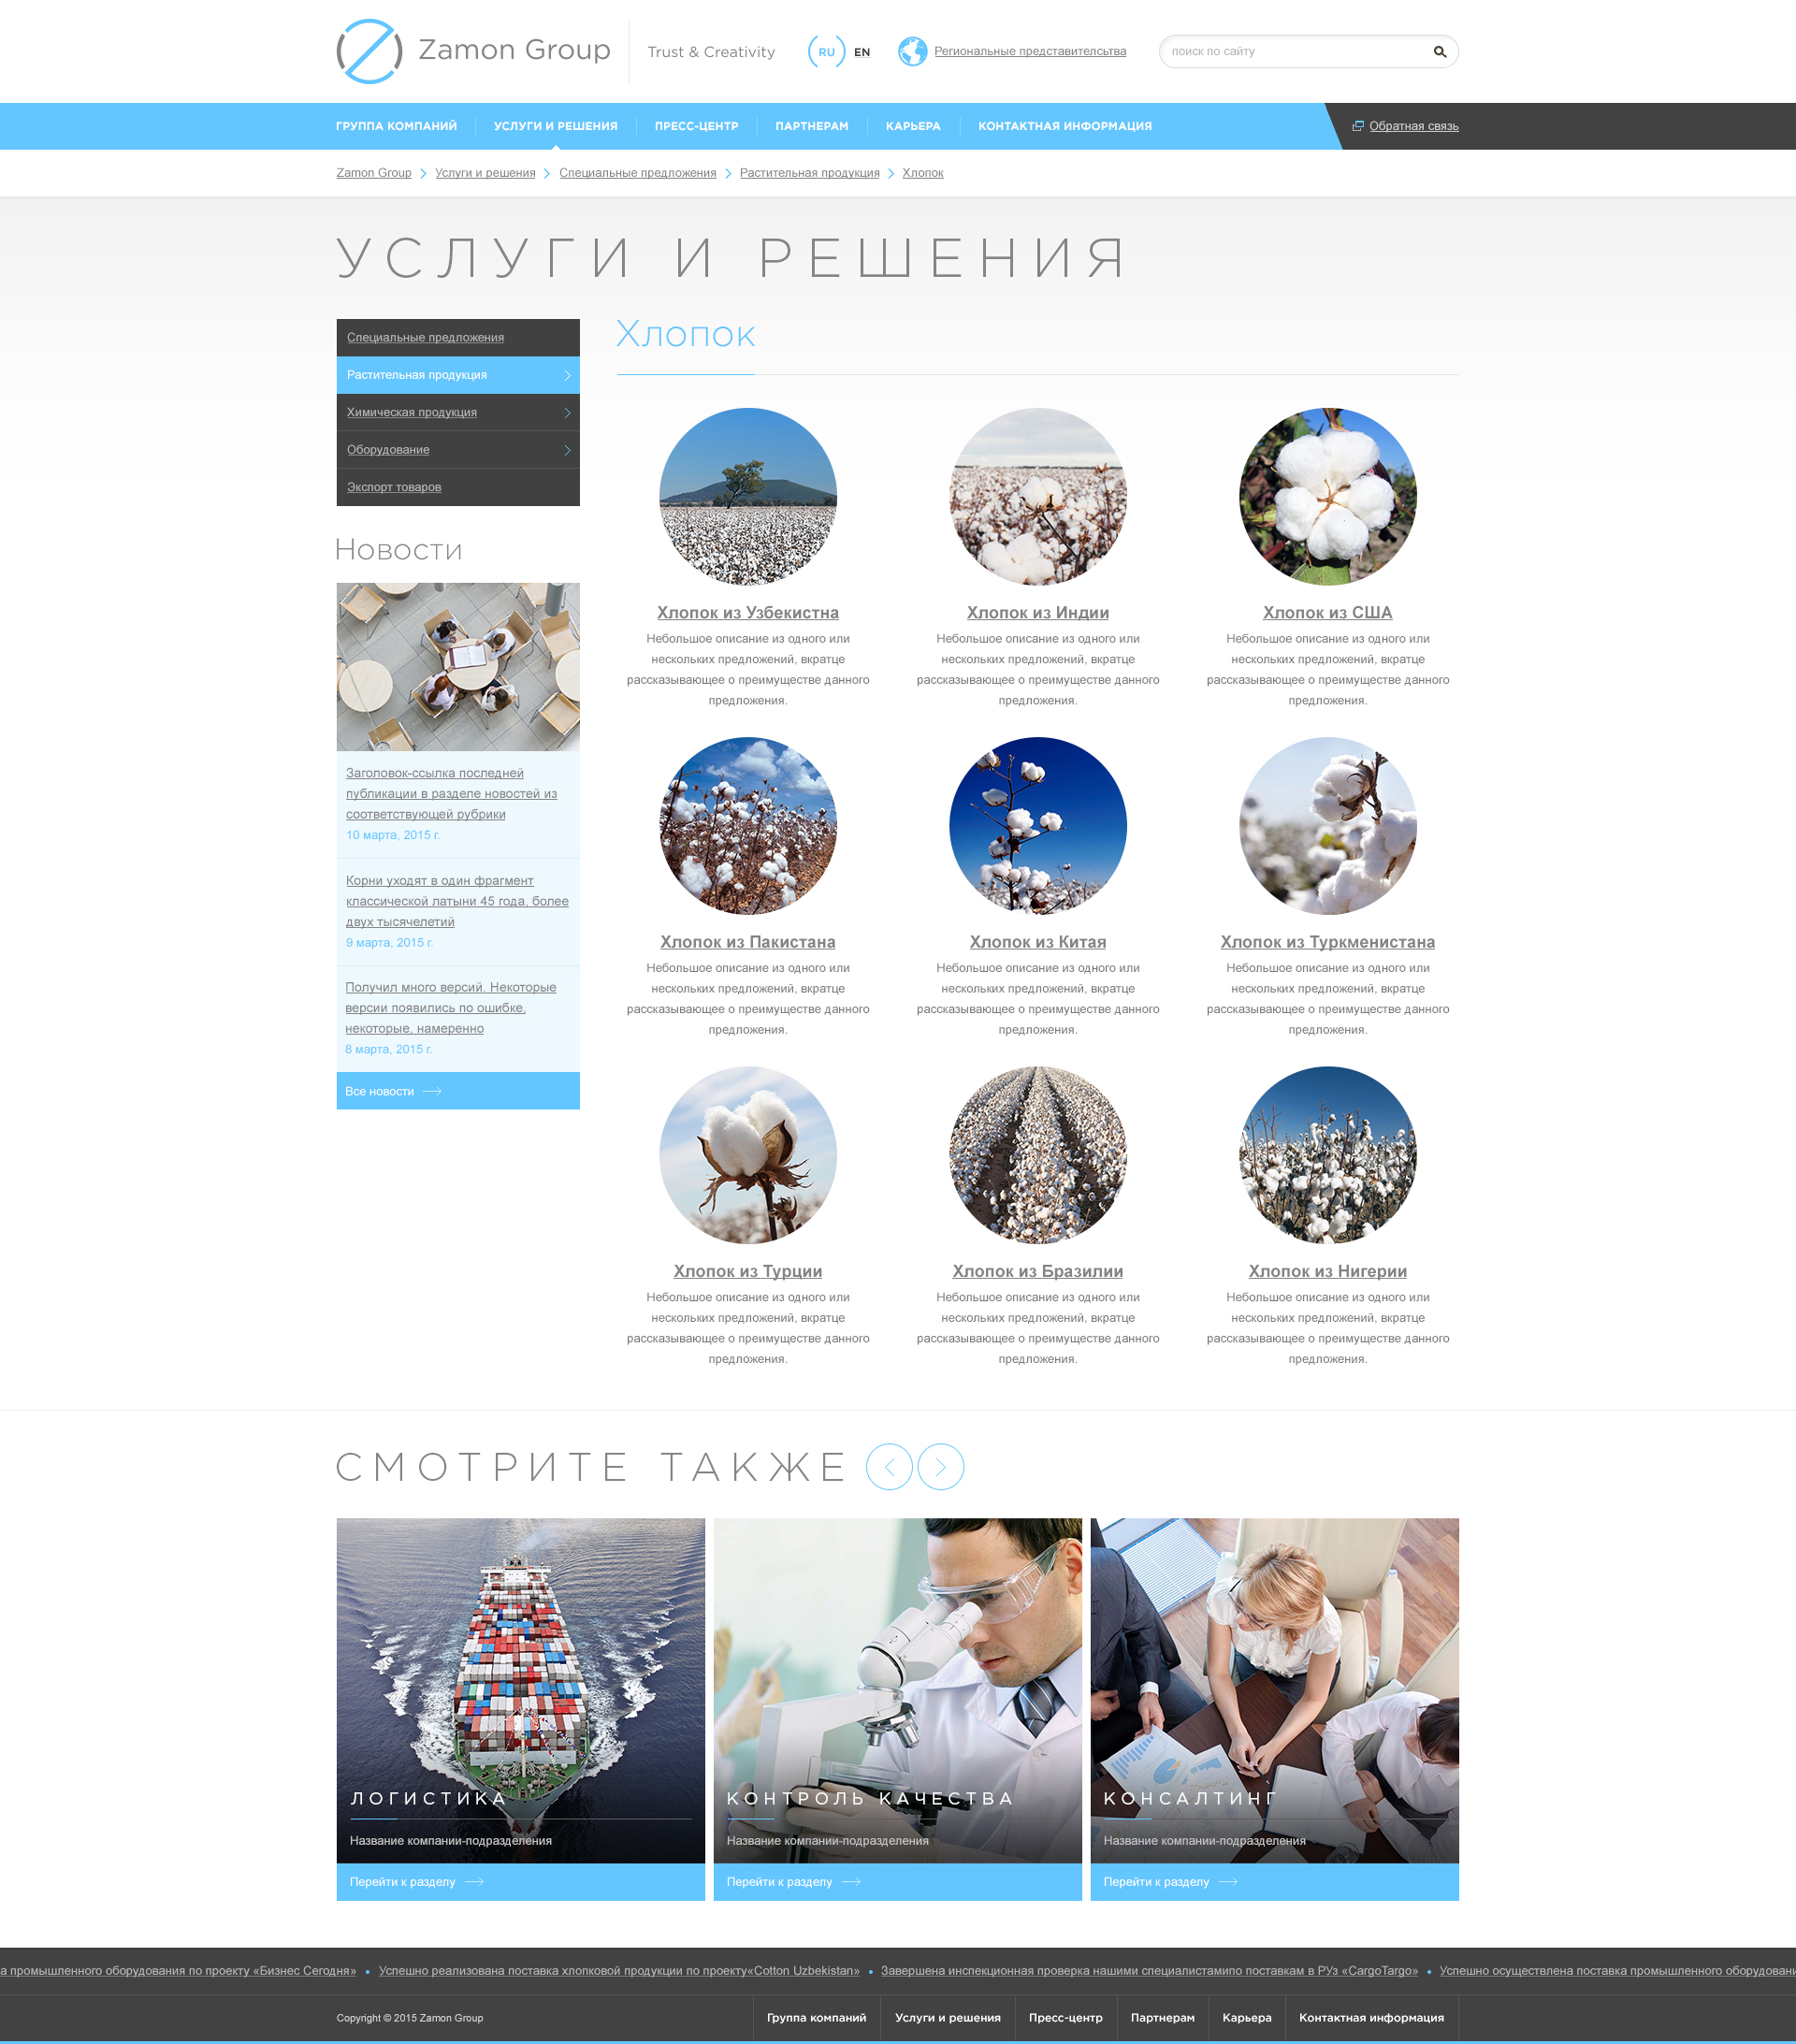 Zamon Group
Trust & Creativity
RU EN
Региональные представителсьтва
поиск по сайту
ГРУППА КОМПАНИЙ УСЛУГИ И РЕШЕНИЯ ПРЕСС-ЦЕНТР ПАРТНЕРАМ КАРЬЕРА КОНТАКТНАЯ ИНФОРМАЦИЯ Обратная связь
Zamon Group Услуги и решения Специальные предложения Растительная продукция Хлопок
УСЛУГИ И РЕШЕНИЯ
Специальные предложения
Растительная продукция
Химическая продукция
Оборудование
Экспорт товаров
Новости
Заголовок-ссылка последней
публикации в разделе новостей из
соответствующей рубрики
10 марта, 2015 г.
Корни уходят в один фрагмент
классической латыни 45 года, более
двух тысячелетий
9 марта, 2015 г.
Получил много версий. Некоторые
версии появились по ошибке,
некоторые, намеренно
8 марта, 2015 г.
Все новости
Хлопок
Хлопок из Узбекистна
Небольшое описание из одного или
нескольких предложений, вкратце
рассказывающее о преимуществе данного
предложения.
Хлопок из Индии
Небольшое описание из одного или
нескольких предложений, вкратце
рассказывающее о преимуществе данного
предложения.
Хлопок из США
Небольшое описание из одного или
нескольких предложений, вкратце
рассказывающее о преимуществе данного
предложения.
Хлопок из Пакистана
Небольшое описание из одного или
нескольких предложений, вкратце
рассказывающее о преимуществе данного
предложения.
Хлопок из Китая
Небольшое описание из одного или
нескольких предложений, вкратце
рассказывающее о преимуществе данного
предложения.
Хлопок из Туркменистана
Небольшое описание из одного или
нескольких предложений, вкратце
рассказывающее о преимуществе данного
предложения.
Хлопок из Турции
Небольшое описание из одного или
нескольких предложений, вкратце
рассказывающее о преимуществе данного
предложения.
Хлопок из Бразилии
Небольшое описание из одного или
нескольких предложений, вкратце
рассказывающее о преимуществе данного
предложения.
Хлопок из Нигерии
Небольшое описание из одного или
нескольких предложений, вкратце
рассказывающее о преимуществе данного
предложения.
СМОТРИТЕ ТАКЖЕ
ЛОГИСТИКА
Название компании-подразделения
Перейти к разделу
КОНТРОЛЬ КАЧЕСТВА
Название компании-подразделения
Перейти к разделу
КОНСАЛТИНГ
Название компании-подразделения
Перейти к разделу
а промышленного оборудования по проекту «Бизнес Сегодня» • Успешно реализована поставка хлопковой продукции по проекту«Cotton Uzbekistan» • Завершена инспекционная проверка нашими специалистамипо поставкам в РУз «CargoTargo» • Успешно осуществлена поставка промышленного оборудовани
Copyright © 2015 Zamon Group
Группа компаний Услуги и решения Пресс-центр Партнерам Карьера Контактная информация